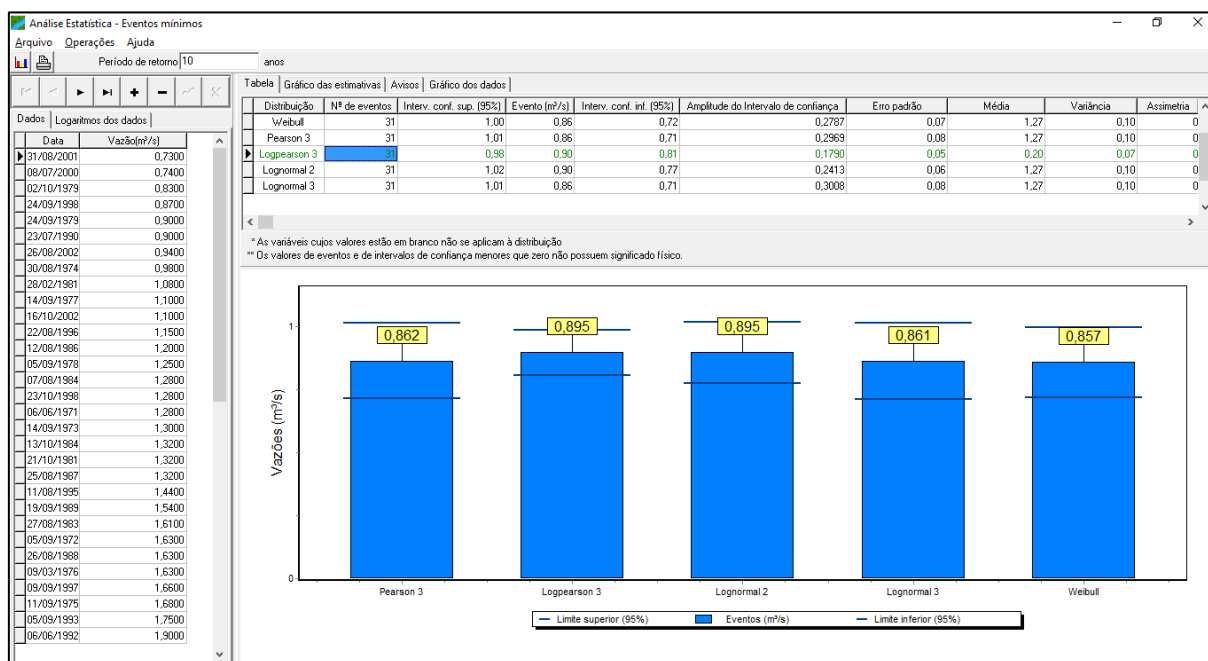 Análise Estatística - Eventos mínimos
Arquivo Operações Ajuda
Período de retorno 10 anos
Dados Logaritmos dos dados
Data Vazão(m³/s)
31/08/2001 0,7300
08/07/2000 0,7400
02/10/1979 0,8300
24/09/1998 0,8700
24/09/1979 0,9000
23/07/1990 0,9000
26/08/2002 0,9400
30/08/1974 0,9800
28/02/1981 1,0800
14/09/1977 1,1000
16/10/2002 1,1000
22/08/1996 1,1500
12/08/1986 1,2000
05/09/1978 1,2500
07/08/1984 1,2800
23/10/1998 1,2800
06/06/1971 1,2800
14/09/1973 1,3000
13/10/1984 1,3200
21/10/1981 1,3200
25/08/1987 1,3200
11/08/1995 1,4400
19/09/1989 1,5400
27/08/1983 1,6100
05/09/1972 1,6300
26/08/1988 1,6300
09/03/1976 1,6300
09/09/1997 1,6600
11/09/1975 1,6800
05/09/1993 1,7500
06/06/1992 1,9000
Tabela Gráfico das estimativas Avisos Gráfico dos dados
Distribuição Nº de eventos Interv. conf. sup. (95%) Evento (m³/s) Interv. conf. inf. (95%) Amplitude do Intervalo de confiança Erro padrão Média Variância Assimetria
Weibull 31 1,00 0,86 0,72 0,2787 0,07 1,27 0,10 0
Pearson 3 31 1,01 0,86 0,71 0,2969 0,08 1,27 0,10 0
Logpearson 3 31 0,98 0,90 0,81 0,1790 0,05 0,20 0,07 0
Lognormal 2 31 1,02 0,90 0,77 0,2413 0,06 1,27 0,10 0
Lognormal 3 31 1,01 0,86 0,71 0,3008 0,08 1,27 0,10 0
* As variáveis cujos valores estão em branco não se aplicam à distribuição
** Os valores de eventos e de intervalos de confiança menores que zero não possuem significado físico.
Vazões (m³/s)
1
0
0,862 0,895 0,895 0,861 0,857
Pearson 3 Logpearson 3 Lognormal 2 Lognormal 3 Weibull
Limite superior (95%) Eventos (m³/s) Limite inferior (95%)